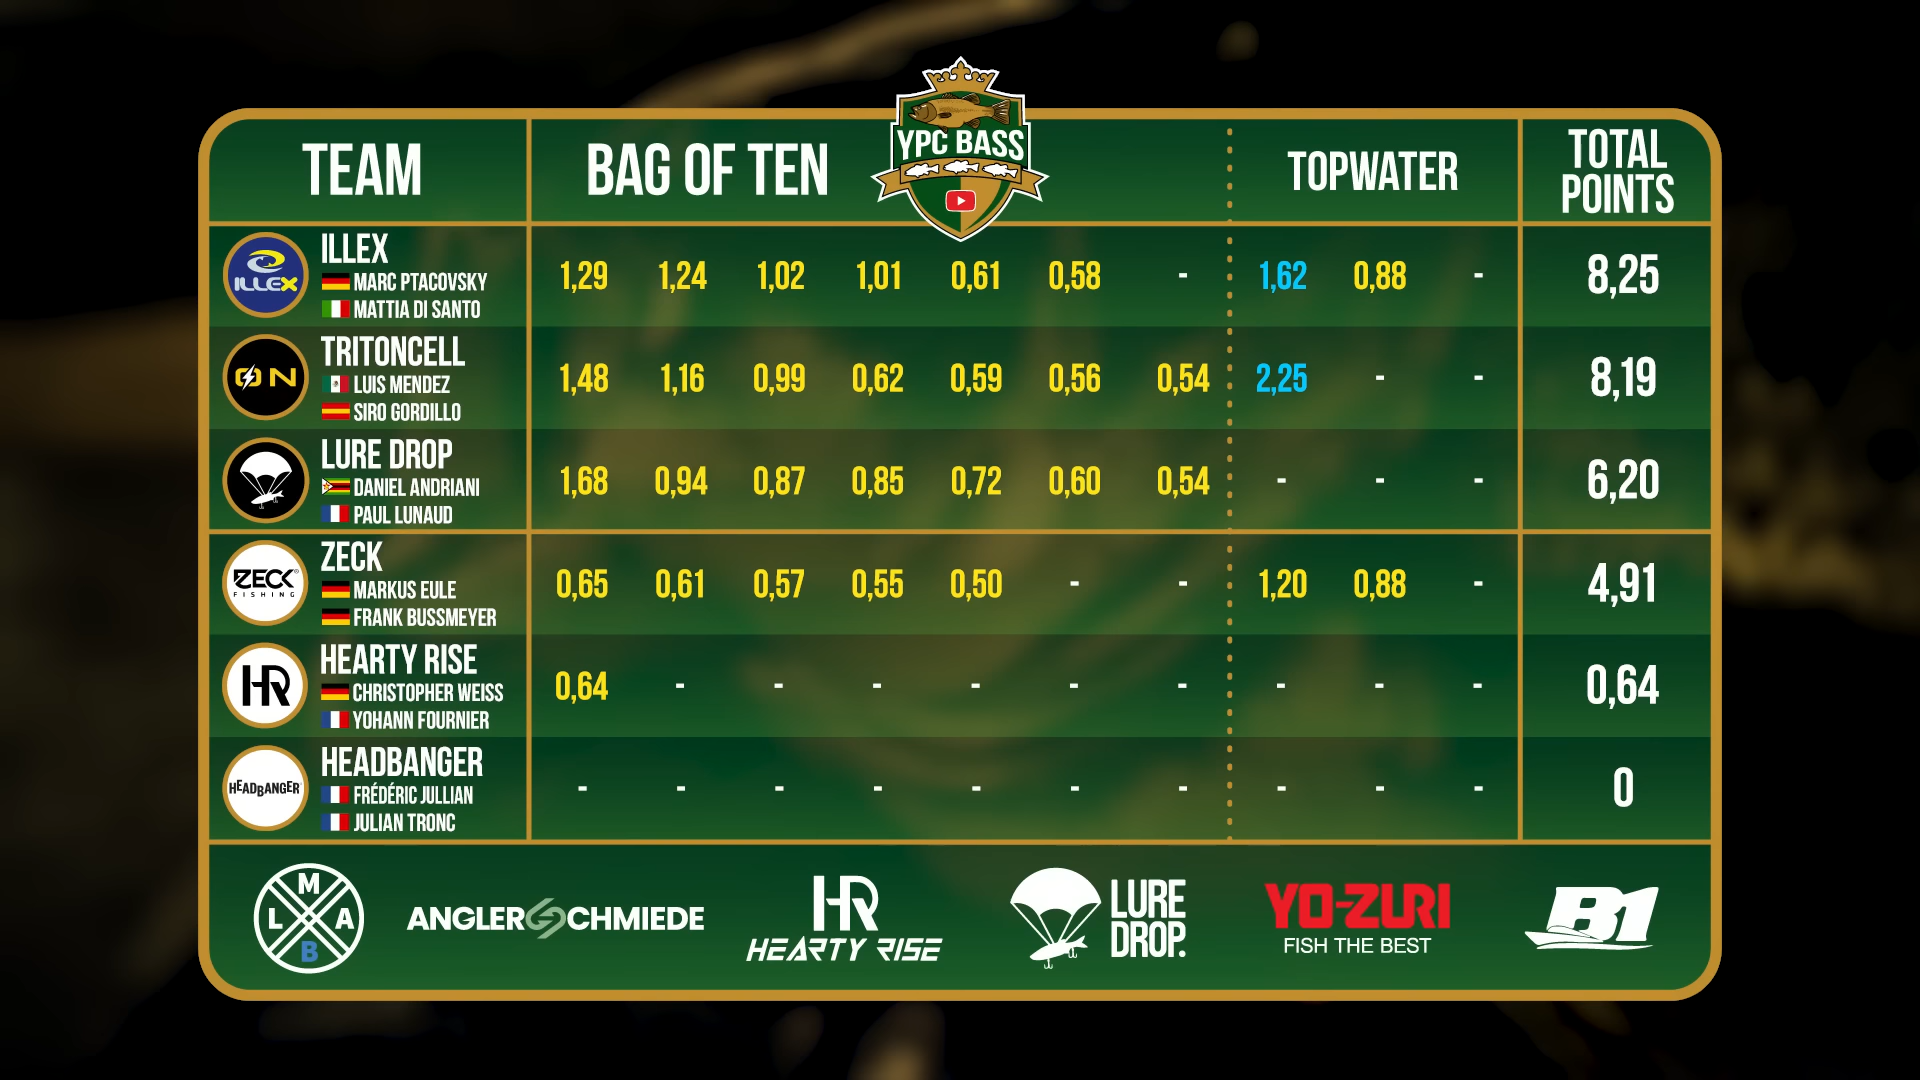 YPC BASS
TEAM BAG OF TEN TOPWATER TOTAL POINTS
ILLEX
ILLEX
MARC PTACOVSKY
MATTIA DI SANTO
1,29 1,24 1,02 1,01 0,61 0,58 - 1,62 0,88 - 8,25
ON
TRITONCELL
LUIS MENDEZ
SIRO GORDILLO
1,48 1,16 0,99 0,62 0,59 0,56 0,54 2,25 - - 8,19
LURE DROP
DANIEL ANDRIANI
PAUL LUNAUD
1,68 0,94 0,87 0,85 0,72 0,60 0,54 - - - 6,20
ZECK®
FISHING
ZECK
MARKUS EULE
FRANK BUSSMEYER
0,65 0,61 0,57 0,55 0,50 - - 1,20 0,88 - 4,91
HR
HEARTY RISE
CHRISTOPHER WEISS
YOHANN FOURNIER
0,64 - - - - - - - - - 0,64
HEADBANGER
HEADBANGER
FRÉDÉRIC JULLIAN
JULIAN TRONC
- - - - - - - - - - 0
M
L A
B
ANGLERSCHMIEDE
HR
HEARTY RISE
LURE
DROP.
YO-ZURI
FISH THE BEST
B1